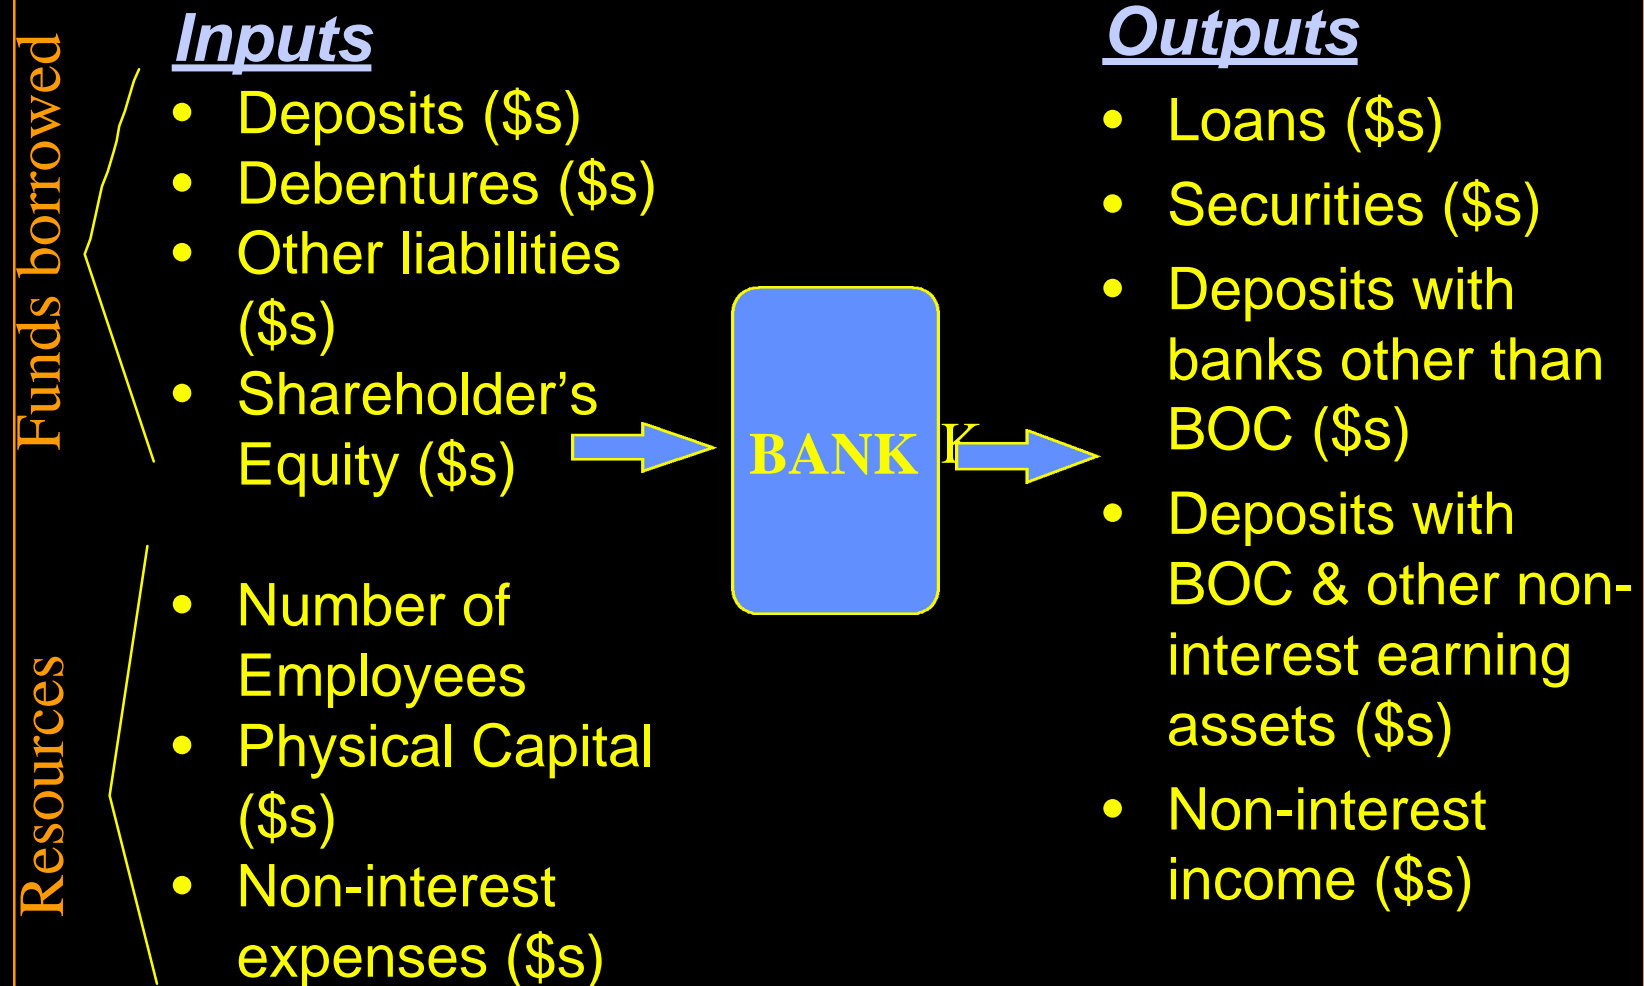 Funds borrowed
Inputs
• Deposits ($s)
• Debentures ($s)
• Other liabilities
($s)
• Shareholder’s
Equity ($s)
Resources
• Number of
Employees
• Physical Capital
($s)
• Non-interest
expenses ($s)
BANK
K
Outputs
• Loans ($s)
• Securities ($s)
• Deposits with
banks other than
BOC ($s)
• Deposits with
BOC & other non-
interest earning
assets ($s)
• Non-interest
income ($s)